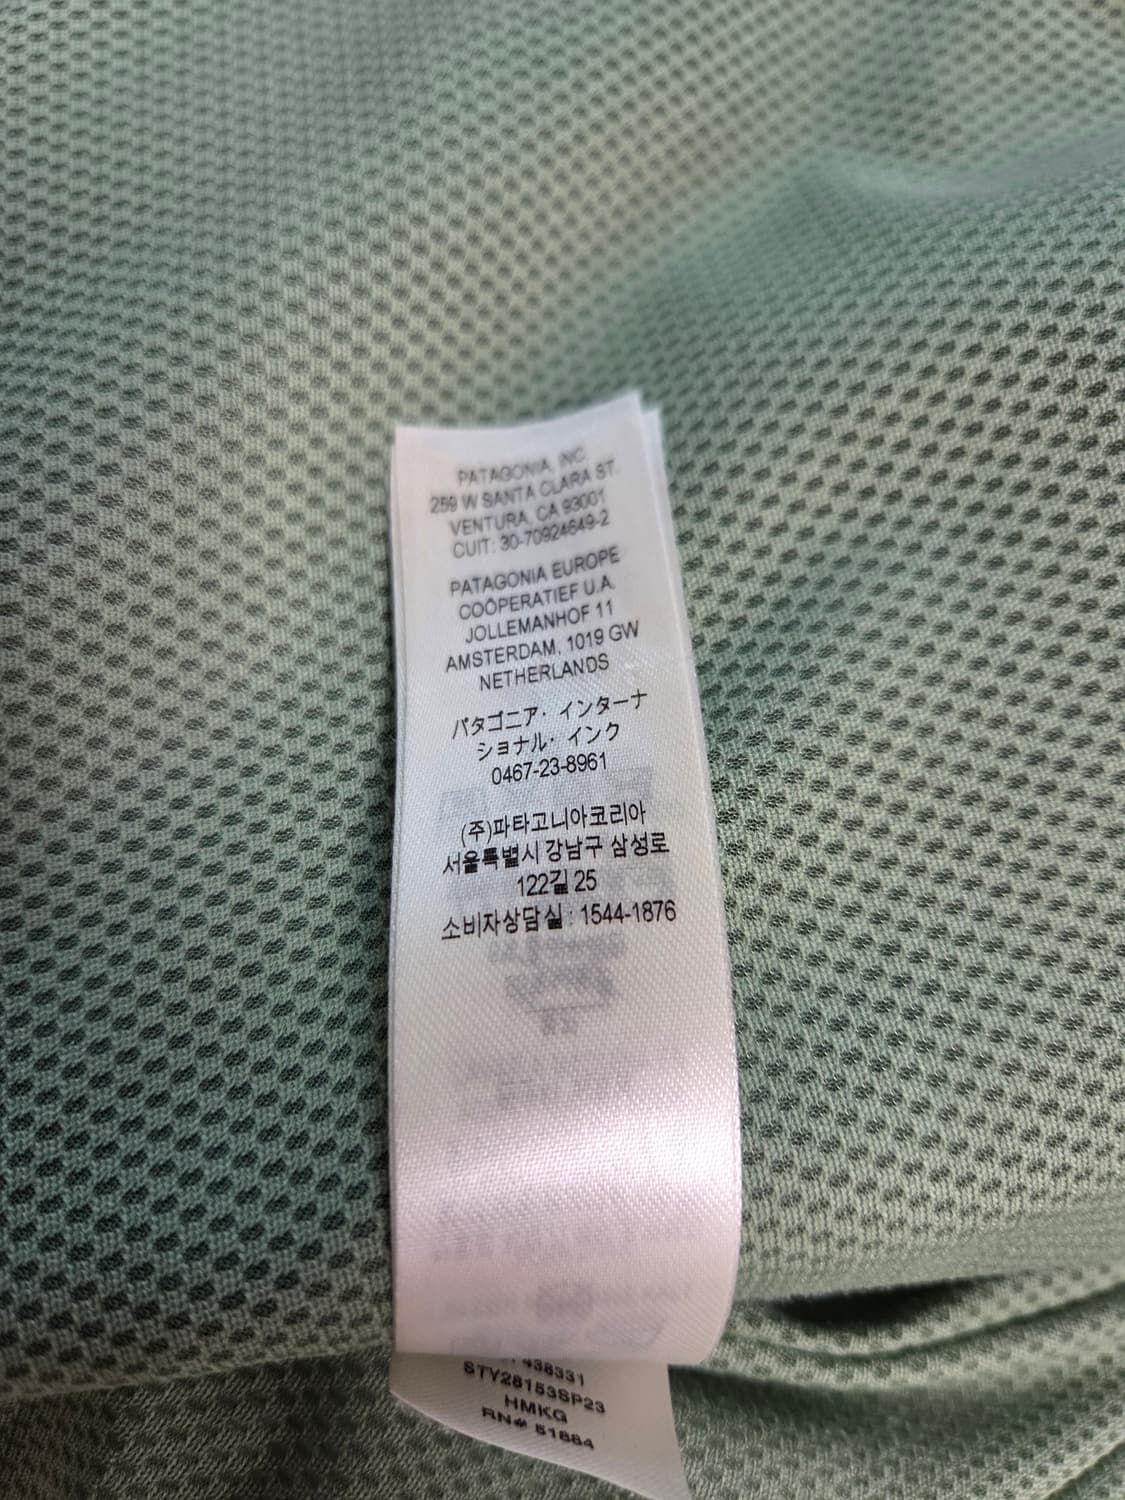 PATAGONIA, INC.
259 W SANTA CLARA ST.
VENTURA, CA 93001
CUIT: 30-70924649-2
PATAGONIA EUROPE
COÖPERATIEF U.A.
JOLLEMANHOF 11
AMSTERDAM, 1019 GW
NETHERLANDS
パタゴニア・インターナ
ショナル・インク
0467-23-8961
(주)파타고니아코리아
서울특별시 강남구 삼성로
122길 25
소비자상담실 : 1544-1876
438331
STY28153SP23
HMKG
RN# 51884